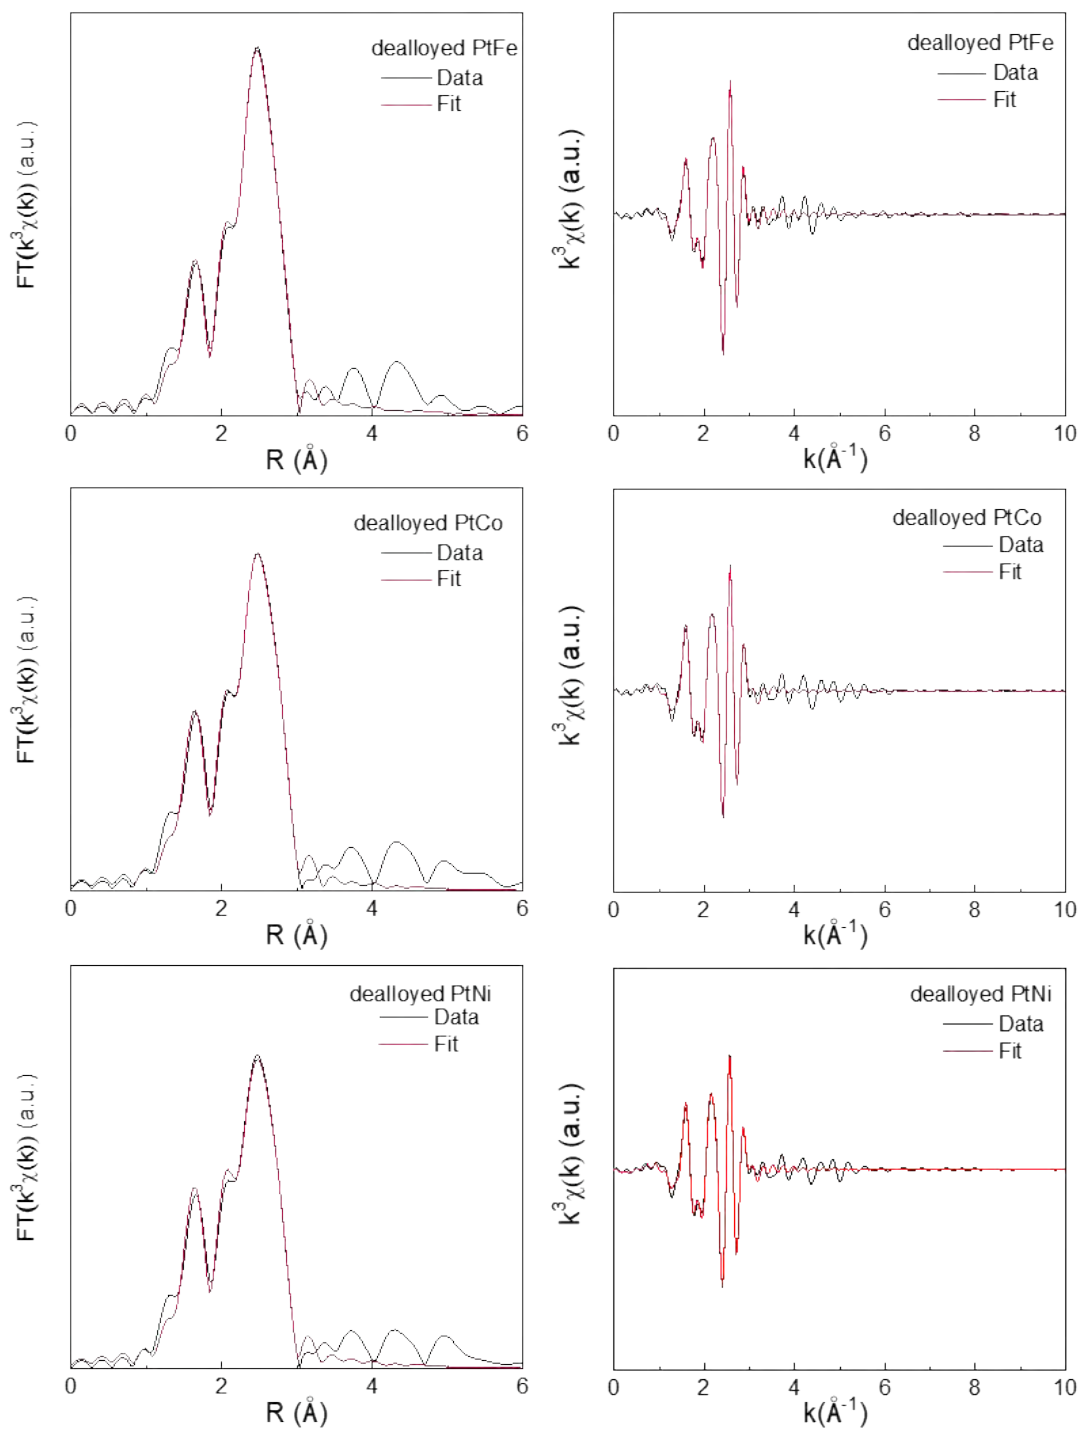 dealloyed PtFe
Data
Fit
FT(k³χ(k)) (a.u.)
0 2 4 6
R (Å)
dealloyed PtFe
Data
Fit
k³χ(k) (a.u.)
0 2 4 6 8 10
k(Å⁻¹)
dealloyed PtCo
Data
Fit
FT(k³χ(k)) (a.u.)
0 2 4 6
R (Å)
dealloyed PtCo
Data
Fit
k³χ(k) (a.u.)
0 2 4 6 8 10
k(Å⁻¹)
dealloyed PtNi
Data
Fit
FT(k³χ(k)) (a.u.)
0 2 4 6
R (Å)
dealloyed PtNi
Data
Fit
k³χ(k) (a.u.)
0 2 4 6 8 10
k(Å⁻¹)